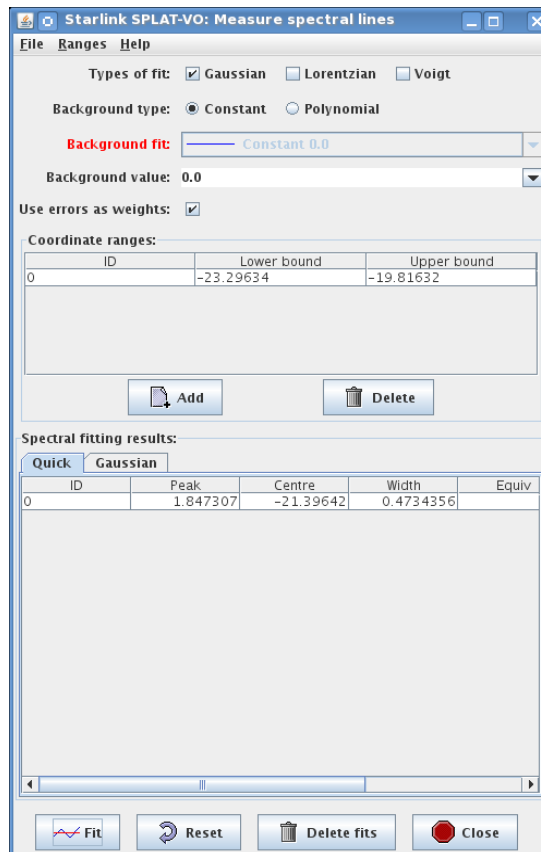 Starlink SPLAT-VO: Measure spectral lines
File Ranges Help
Types of fit: Gaussian Lorentzian Voigt
Background type: Constant Polynomial
Background fit: Constant 0.0
Background value: 0.0
Use errors as weights:
Coordinate ranges:
ID Lower bound Upper bound
0 -23.29634 -19.81632
Add Delete
Spectral fitting results:
Quick Gaussian
ID Peak Centre Width Equiv
0 1.847307 -21.39642 0.4734356
Fit Reset Delete fits Close